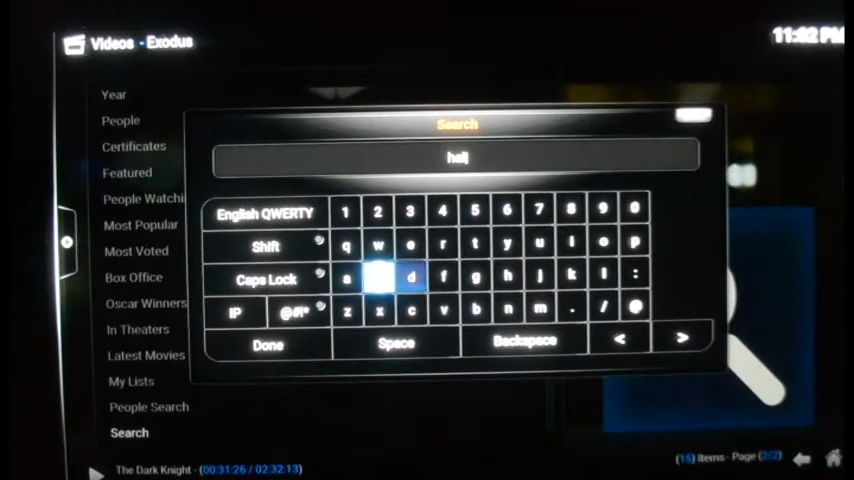 Videos - Exodus
11:02 PM
Year
People
Certificates
Featured
People Watchi
Most Popular
Most Voted
Box Office
Oscar Winners
In Theaters
Latest Movies
My Lists
People Search
Search
Search
English QWERTY 1 2 3 4 5 6 7 8 9 0
Shift q w e r t y u i o p
Caps Lock a d f g h j k l :
IP @#!* z x c v b n m . / @
Done Space Backspace < >
The Dark Knight - (00:31:26 / 02:32:13)
(15) Items - Page (2/2)